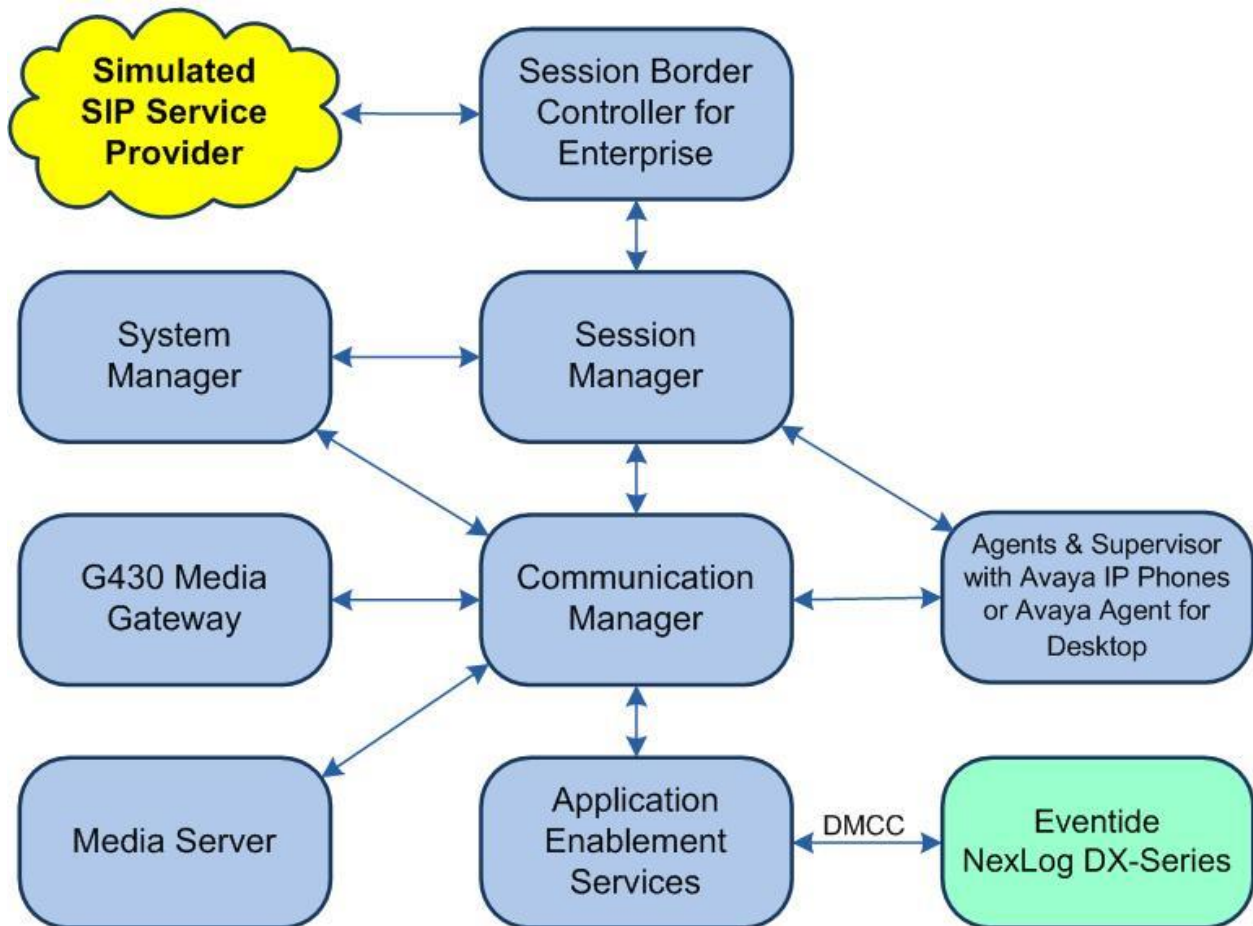 Simulated
SIP Service
Provider
Session Border
Controller for
Enterprise
System
Manager
Session
Manager
G430 Media
Gateway
Communication
Manager
Agents & Supervisor
with Avaya IP Phones
or Avaya Agent for
Desktop
Media Server
Application
Enablement
Services
DMCC
Eventide
NexLog DX-Series